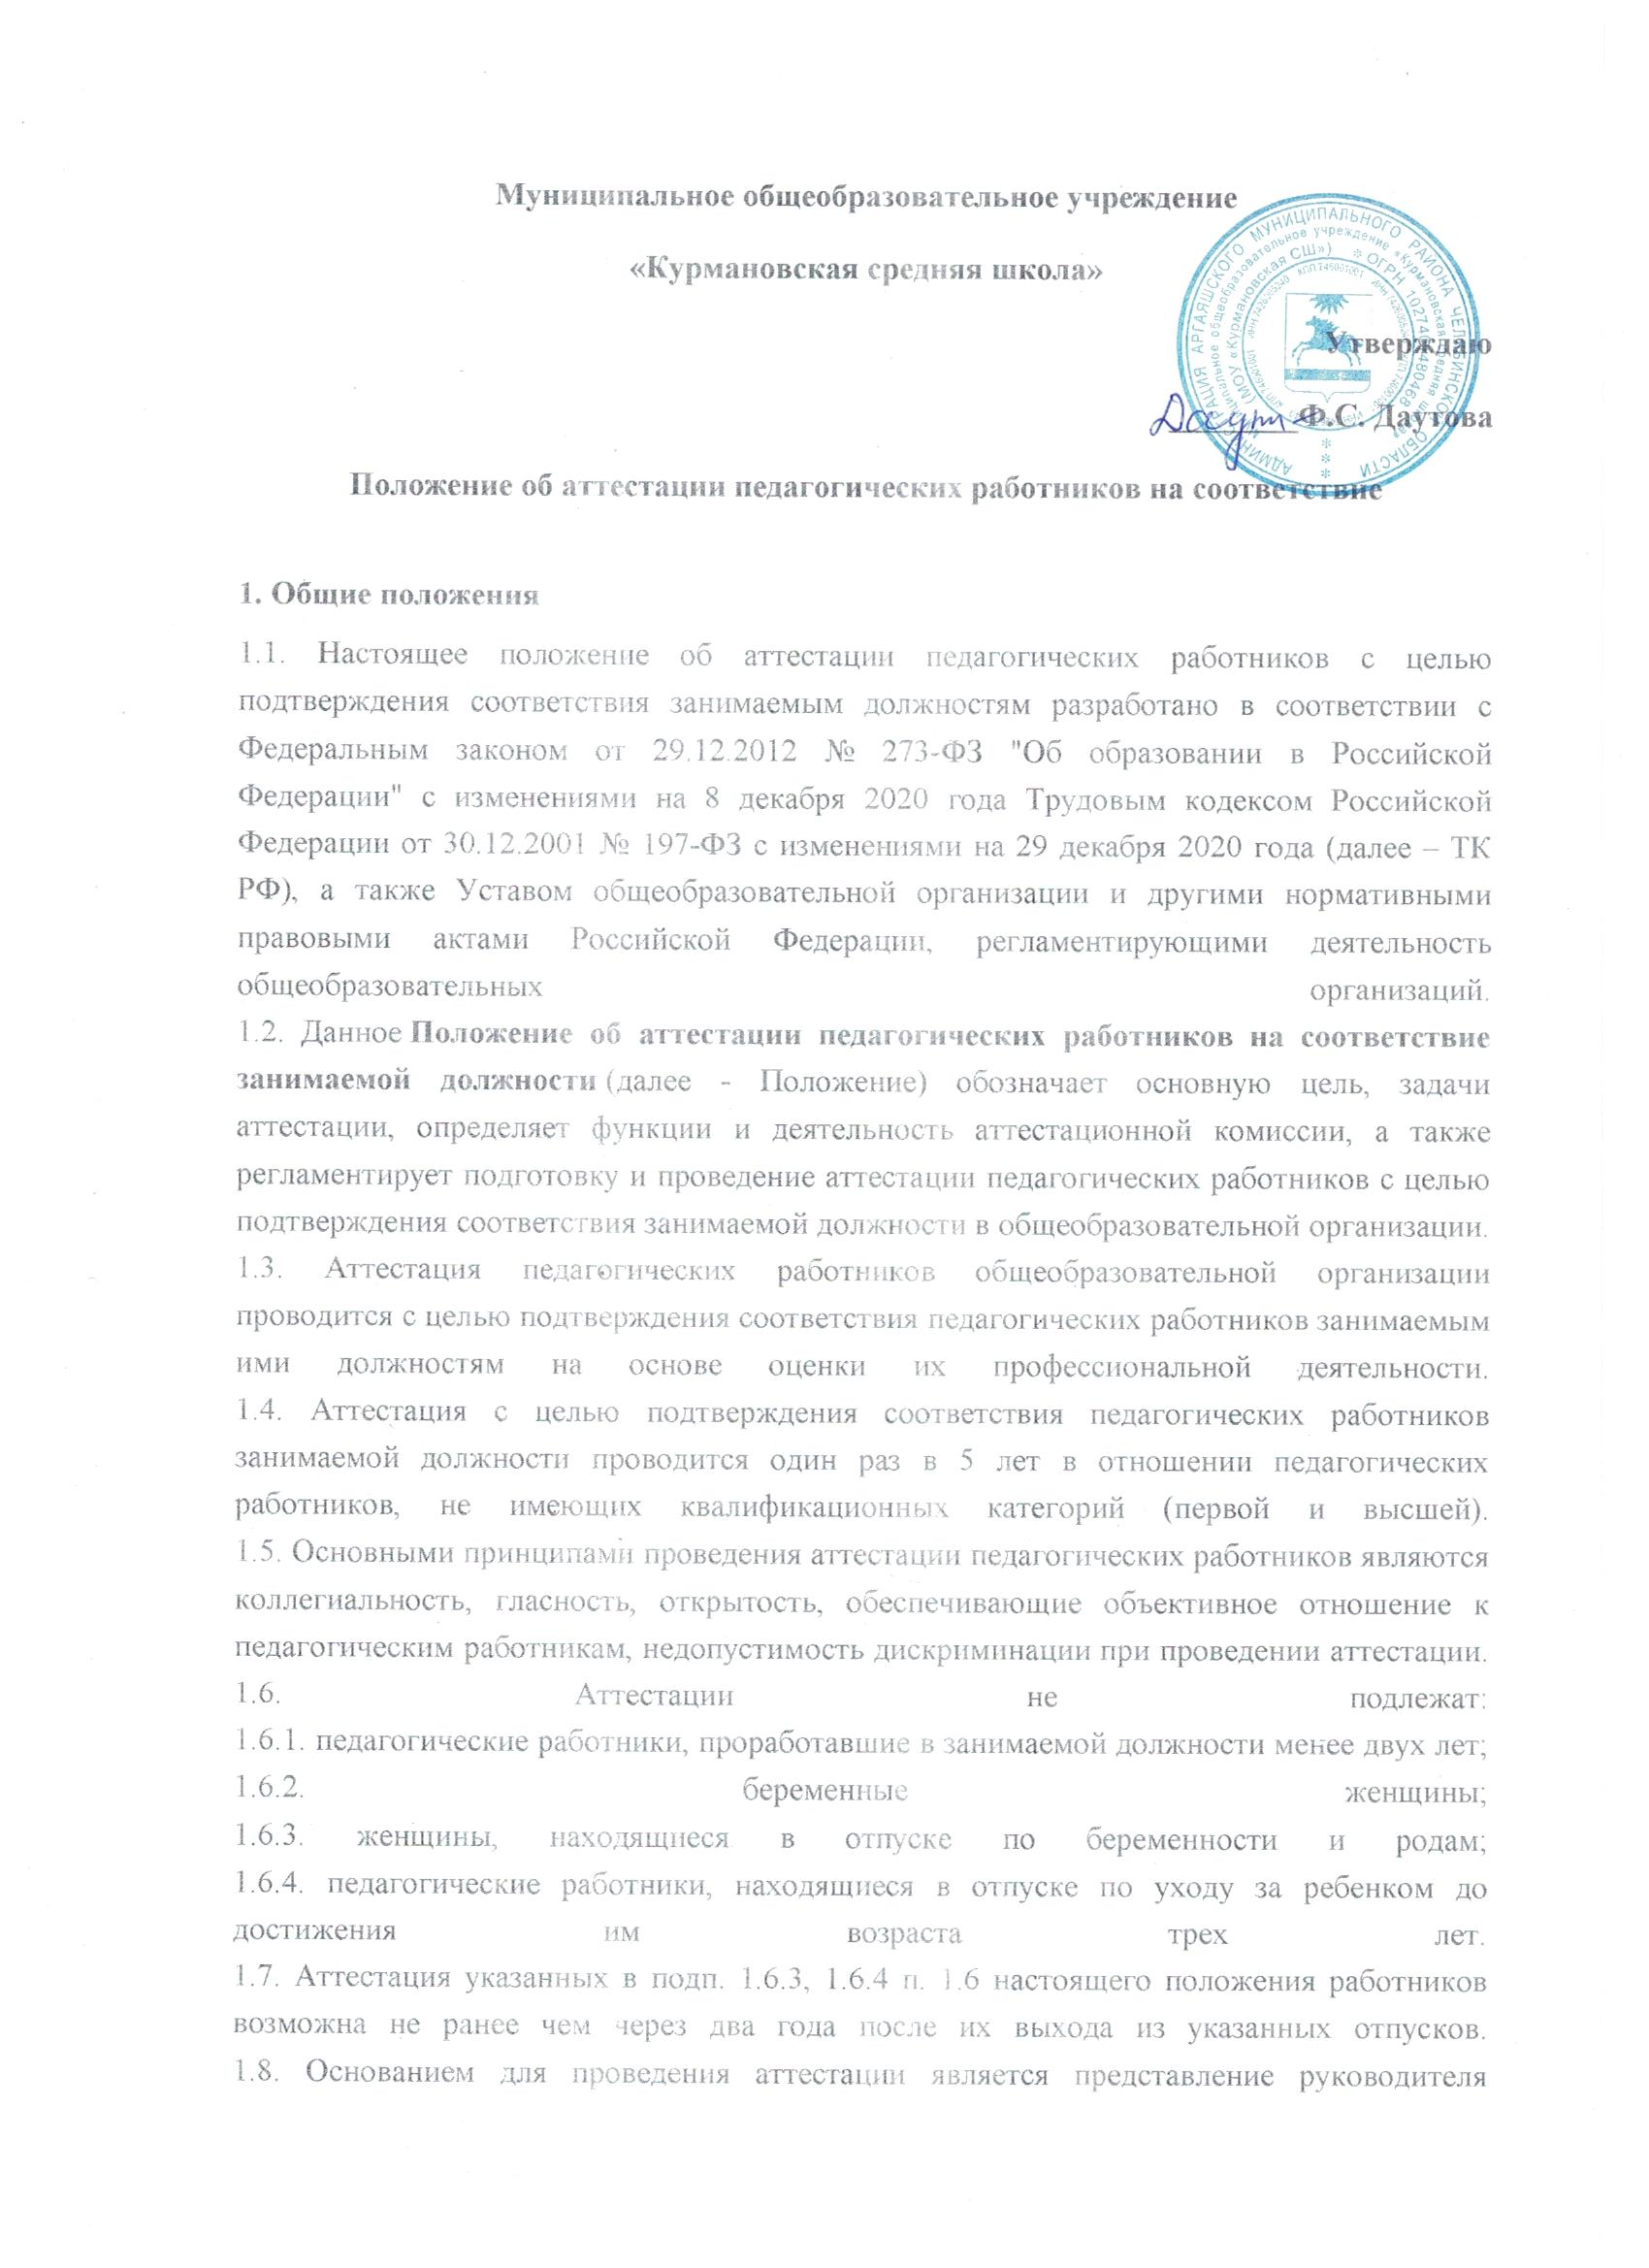 Муниципальное общеобразовательное учреждение
«Курмановская средняя школа»
Утверждаю
Ф.С. Даутова
АДМИНИСТРАЦИЯ АРГАЯШСКОГО МУНИЦИПАЛЬНОГО РАЙОНА ЧЕЛЯБИНСКОЙ ОБЛАСТИ
общеобразовательное учреждение «Курмановская средняя
(МОУ «Курмановская СШ») * ОГРН
Положение об аттестации педагогических работников на соответствие
1. Общие положения
1.1. Настоящее положение об аттестации педагогических работников с целью
подтверждения соответствия занимаемым должностям разработано в соответствии с
Федеральным законом от 29.12.2012 № 273-ФЗ "Об образовании в Российской
Федерации" с изменениями на 8 декабря 2020 года Трудовым кодексом Российской
Федерации от 30.12.2001 № 197-ФЗ с изменениями на 29 декабря 2020 года (далее – ТК
РФ), а также Уставом общеобразовательной организации и другими нормативными
правовыми актами Российской Федерации, регламентирующими деятельность
общеобразовательных организаций.
1.2. Данное Положение об аттестации педагогических работников на соответствие
занимаемой должности (далее - Положение) обозначает основную цель, задачи
аттестации, определяет функции и деятельность аттестационной комиссии, а также
регламентирует подготовку и проведение аттестации педагогических работников с целью
подтверждения соответствия занимаемой должности в общеобразовательной организации.
1.3. Аттестация педагогических работников общеобразовательной организации
проводится с целью подтверждения соответствия педагогических работников занимаемым
ими должностям на основе оценки их профессиональной деятельности.
1.4. Аттестация с целью подтверждения соответствия педагогических работников
занимаемой должности проводится один раз в 5 лет в отношении педагогических
работников, не имеющих квалификационных категорий (первой и высшей).
1.5. Основными принципами проведения аттестации педагогических работников являются
коллегиальность, гласность, открытость, обеспечивающие объективное отношение к
педагогическим работникам, недопустимость дискриминации при проведении аттестации.
1.6. Аттестации не подлежат:
1.6.1. педагогические работники, проработавшие в занимаемой должности менее двух лет;
1.6.2. беременные женщины;
1.6.3. женщины, находящиеся в отпуске по беременности и родам;
1.6.4. педагогические работники, находящиеся в отпуске по уходу за ребенком до
достижения им возраста трех лет.
1.7. Аттестация указанных в подп. 1.6.3, 1.6.4 п. 1.6 настоящего положения работников
возможна не ранее чем через два года после их выхода из указанных отпусков.
1.8. Основанием для проведения аттестации является представление руководителя